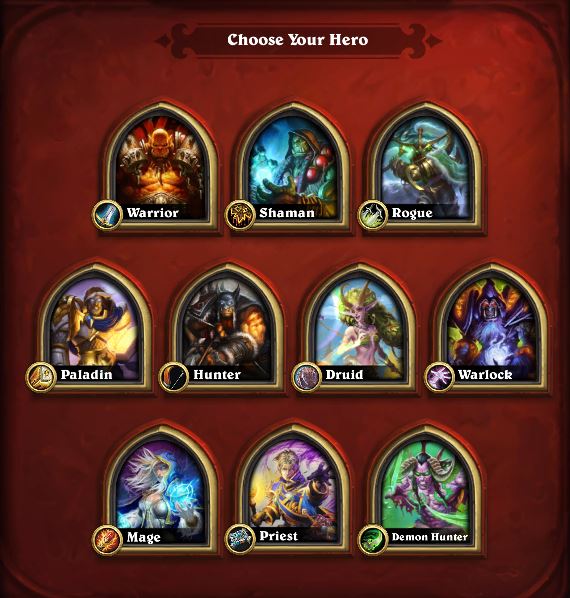 Choose Your Hero
Warrior
Shaman
Rogue
Paladin
Hunter
Druid
Warlock
Mage
Priest
Demon Hunter